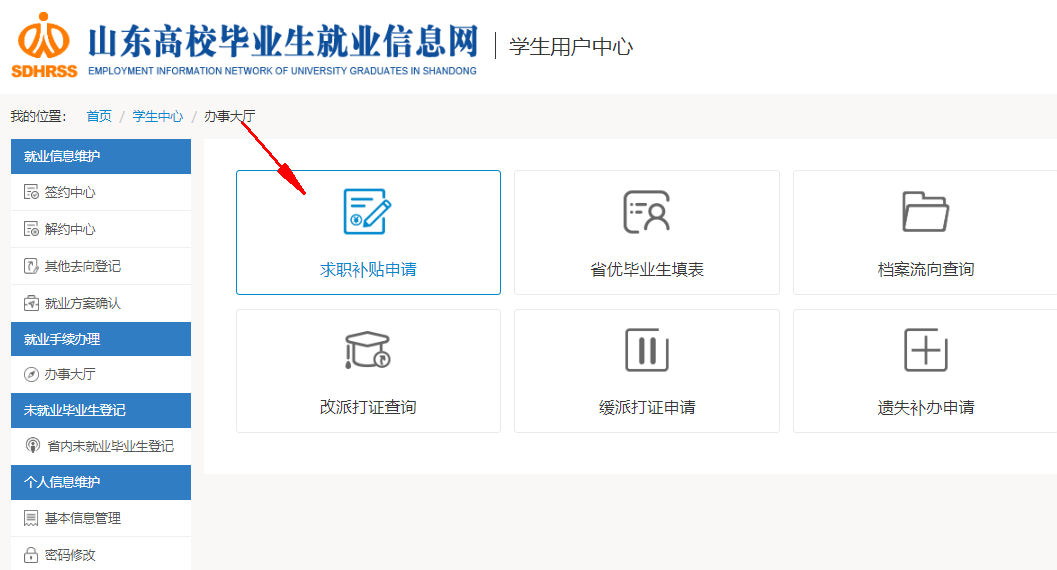 山东高校毕业生就业信息网
学生用户中心
SDHRSS
EMPLOYMENT INFORMATION NETWORK OF UNIVERSITY GRADUATES IN SHANDONG
我的位置： 首页 / 学生中心 / 办事大厅
就业信息维护
签约中心
解约中心
其他去向登记
就业方案确认
就业手续办理
办事大厅
未就业毕业生登记
省内未就业毕业生登记
个人信息维护
基本信息管理
密码修改
求职补贴申请
省优毕业生填表
档案流向查询
改派打证查询
缓派打证申请
遗失补办申请